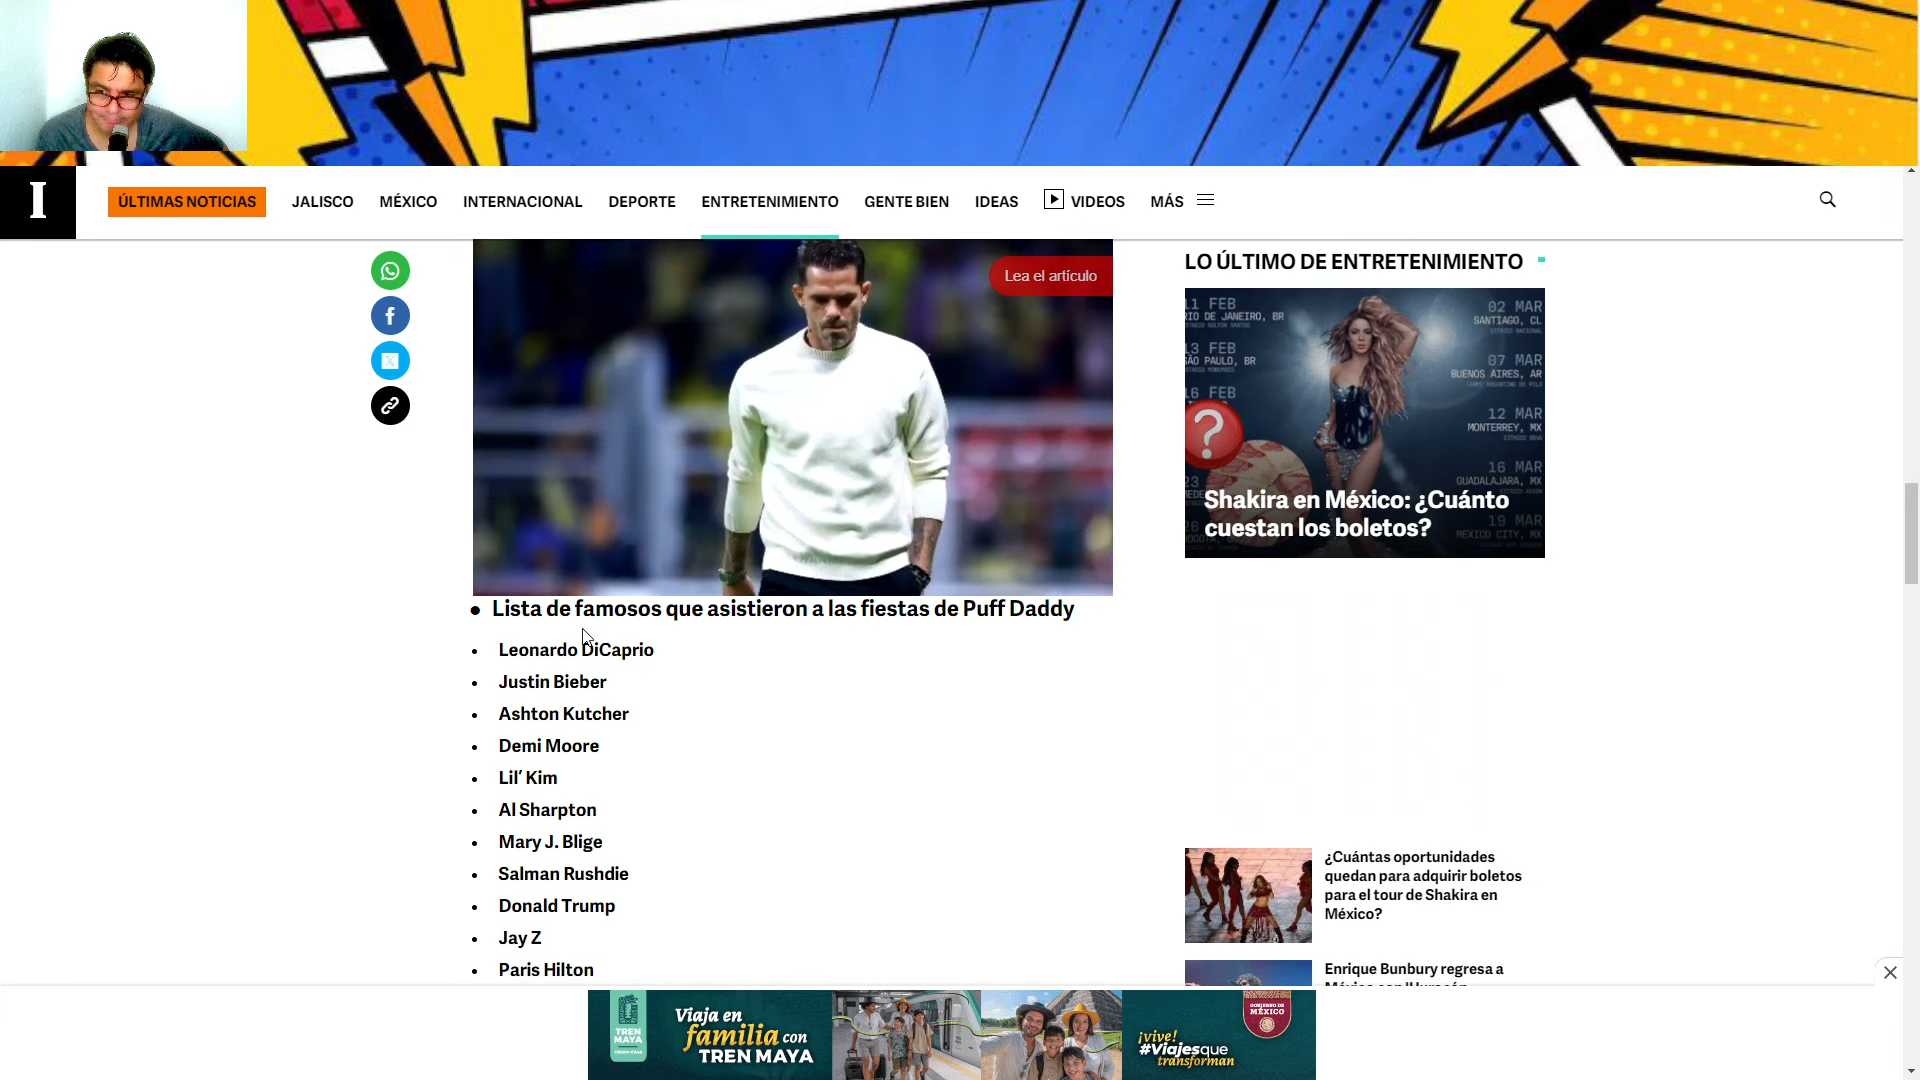 I
ÚLTIMAS NOTICIAS
JALISCO
MÉXICO
INTERNACIONAL
DEPORTE
ENTRETENIMIENTO
GENTE BIEN
IDEAS
VIDEOS
MÁS
Lea el artículo
Lista de famosos que asistieron a las fiestas de Puff Daddy
Leonardo DiCaprio
Justin Bieber
Ashton Kutcher
Demi Moore
Lil' Kim
Al Sharpton
Mary J. Blige
Salman Rushdie
Donald Trump
Jay Z
Paris Hilton
LO ÚLTIMO DE ENTRETENIMIENTO
11 FEB
RIO DE JANEIRO, BR
13 FEB
SÃO PAULO, BR
16 FEB
23
02 MAR
SANTIAGO, CL
07 MAR
BUENOS AIRES, AR
12 MAR
MONTERREY, MX
16 MAR
GUADALAJARA, MX
19 MAR
MEXICO CITY, MX
?
Shakira en México: ¿Cuánto
cuestan los boletos?
¿Cuántas oportunidades
quedan para adquirir boletos
para el tour de Shakira en
México?
Enrique Bunbury regresa a
TREN
MAYA
Viaja en
familia con
TREN MAYA
¡vive!
#Viajesque
transforman
GOBIERNO DE
MÉXICO